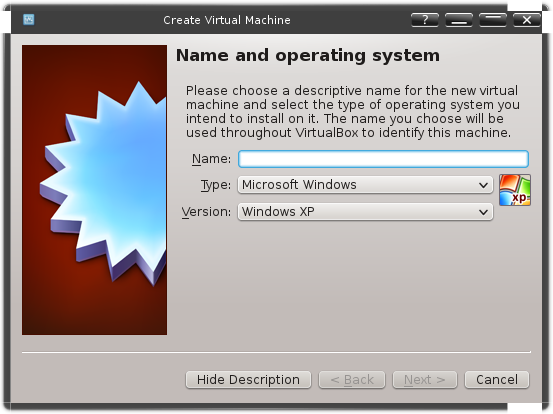 Create Virtual Machine
?
Name and operating system
Please choose a descriptive name for the new virtual
machine and select the type of operating system you
intend to install on it. The name you choose will be
used throughout VirtualBox to identify this machine.
Name:
Type: Microsoft Windows
xp
Version: Windows XP
Hide Description < Back Next > Cancel